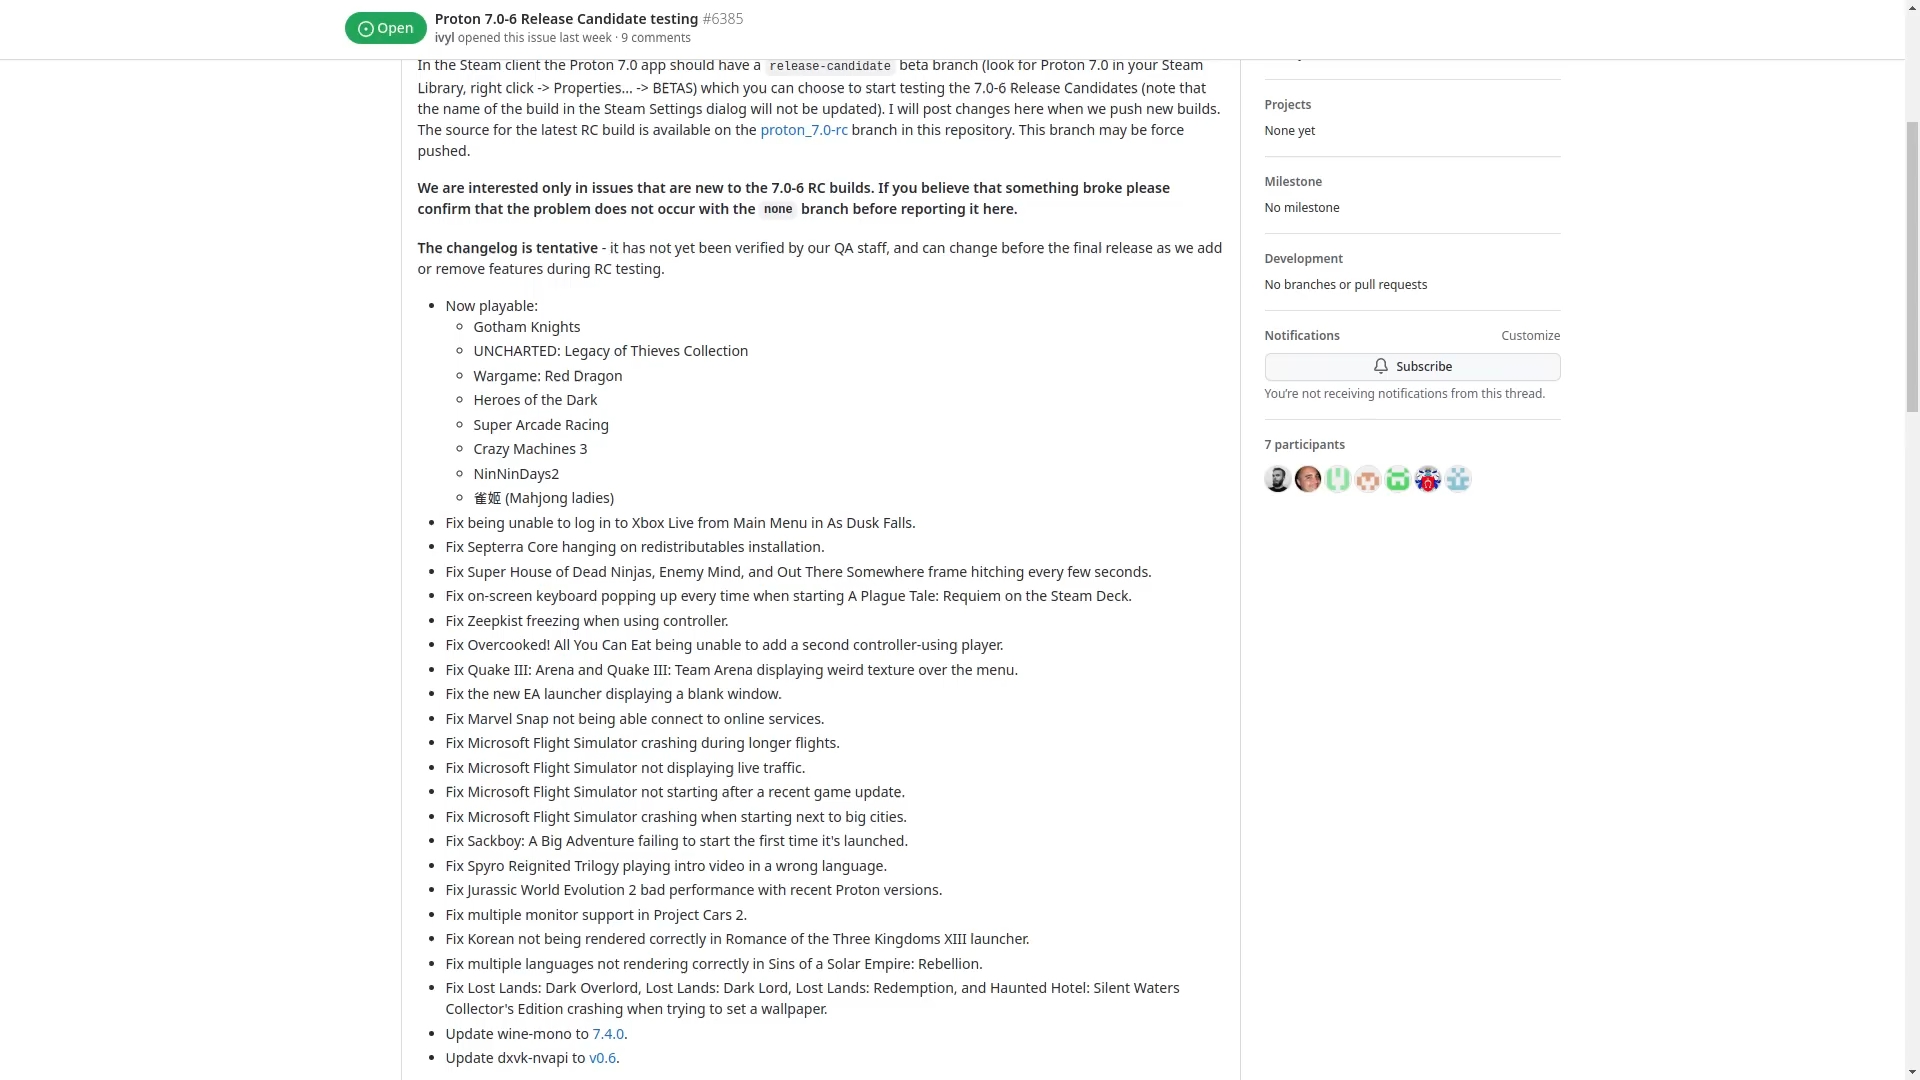 Open
Proton 7.0-6 Release Candidate testing #6385
ivyl opened this issue last week · 9 comments
In the Steam client the Proton 7.0 app should have a release-candidate beta branch (look for Proton 7.0 in your Steam
Library, right click -> Properties... -> BETAS) which you can choose to start testing the 7.0-6 Release Candidates (note that
the name of the build in the Steam Settings dialog will not be updated). I will post changes here when we push new builds.
The source for the latest RC build is available on the proton_7.0-rc branch in this repository. This branch may be force
pushed.
We are interested only in issues that are new to the 7.0-6 RC builds. If you believe that something broke please
confirm that the problem does not occur with the none branch before reporting it here.
The changelog is tentative - it has not yet been verified by our QA staff, and can change before the final release as we add
or remove features during RC testing.
Now playable:
Gotham Knights
UNCHARTED: Legacy of Thieves Collection
Wargame: Red Dragon
Heroes of the Dark
Super Arcade Racing
Crazy Machines 3
NinNinDays2
雀姬 (Mahjong ladies)
Fix being unable to log in to Xbox Live from Main Menu in As Dusk Falls.
Fix Septerra Core hanging on redistributables installation.
Fix Super House of Dead Ninjas, Enemy Mind, and Out There Somewhere frame hitching every few seconds.
Fix on-screen keyboard popping up every time when starting A Plague Tale: Requiem on the Steam Deck.
Fix Zeepkist freezing when using controller.
Fix Overcooked! All You Can Eat being unable to add a second controller-using player.
Fix Quake III: Arena and Quake III: Team Arena displaying weird texture over the menu.
Fix the new EA launcher displaying a blank window.
Fix Marvel Snap not being able connect to online services.
Fix Microsoft Flight Simulator crashing during longer flights.
Fix Microsoft Flight Simulator not displaying live traffic.
Fix Microsoft Flight Simulator not starting after a recent game update.
Fix Microsoft Flight Simulator crashing when starting next to big cities.
Fix Sackboy: A Big Adventure failing to start the first time it's launched.
Fix Spyro Reignited Trilogy playing intro video in a wrong language.
Fix Jurassic World Evolution 2 bad performance with recent Proton versions.
Fix multiple monitor support in Project Cars 2.
Fix Korean not being rendered correctly in Romance of the Three Kingdoms XIII launcher.
Fix multiple languages not rendering correctly in Sins of a Solar Empire: Rebellion.
Fix Lost Lands: Dark Overlord, Lost Lands: Dark Lord, Lost Lands: Redemption, and Haunted Hotel: Silent Waters
Collector's Edition crashing when trying to set a wallpaper.
Update wine-mono to 7.4.0.
Update dxvk-nvapi to v0.6.
Projects
None yet
Milestone
No milestone
Development
No branches or pull requests
Notifications Customize
Subscribe
You're not receiving notifications from this thread.
7 participants